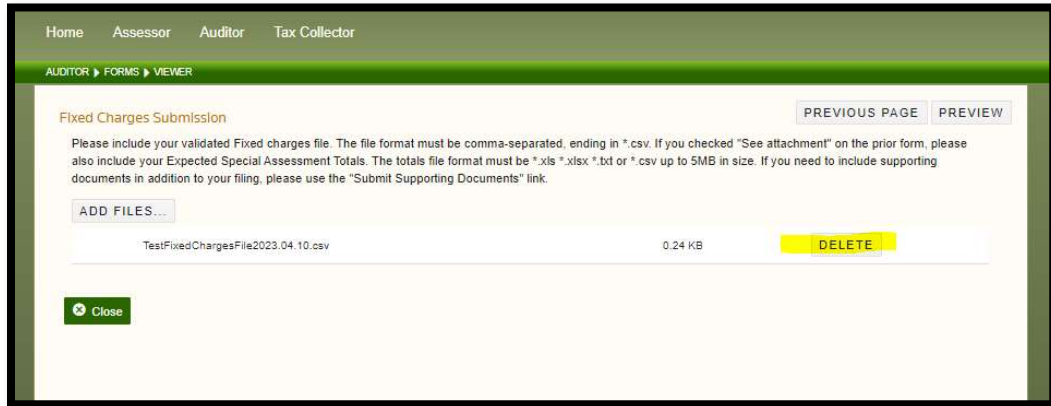 Home Assessor Auditor Tax Collector
AUDITOR FORMS VIEWER
Fixed Charges Submission
PREVIOUS PAGE PREVIEW
Please include your validated Fixed charges file. The file format must be comma-separated, ending in *.csv. If you checked "See attachment" on the prior form, please
also include your Expected Special Assessment Totals. The totals file format must be *.xls *.xlsx *.txt or *.csv up to 5MB in size. If you need to include supporting
documents in addition to your filing, please use the "Submit Supporting Documents" link.
ADD FILES...
TestFixedChargesFile2023.04.10.csv 0.24 KB DELETE
Close